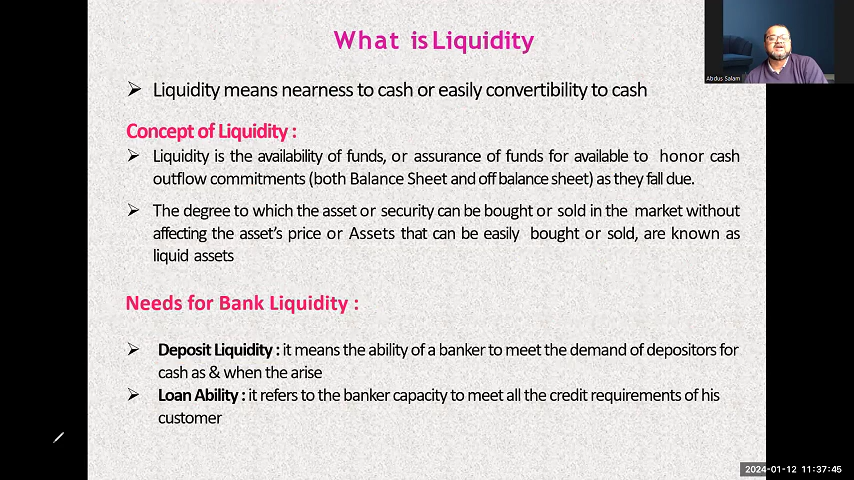 What is Liquidity
Abdus Salam
➢ Liquidity means nearness to cash or easily convertibility to cash
Concept of Liquidity :
➢ Liquidity is the availability of funds, or assurance of funds for available to honor cash
outflow commitments (both Balance Sheet and off balance sheet) as they fall due.
➢ The degree to which the asset or security can be bought or sold in the market without
affecting the asset's price or Assets that can be easily bought or sold, are known as
liquid assets
Needs for Bank Liquidity :
➢ Deposit Liquidity : it means the ability of a banker to meet the demand of depositors for
cash as & when the arise
➢ Loan Ability : it refers to the banker capacity to meet all the credit requirements of his
customer
2024-01-12 11:37:45